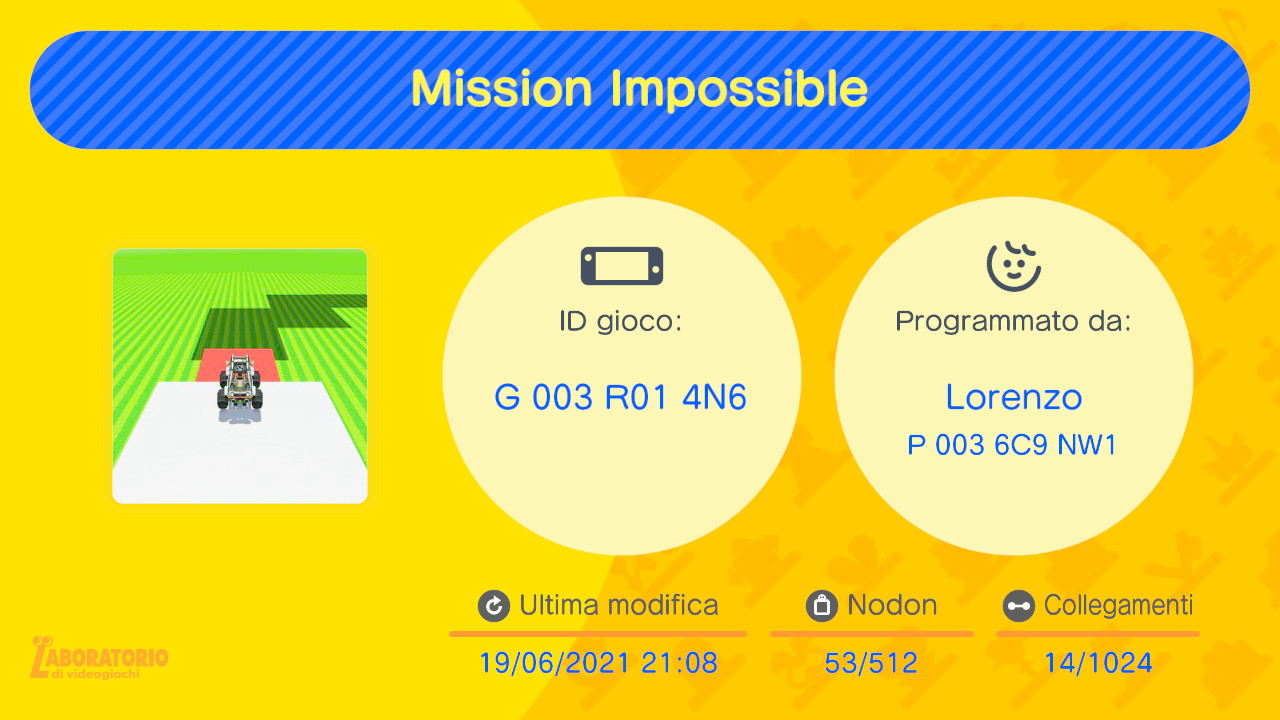 Mission Impossible
ID gioco:
G 003 R01 4N6
Programmato da:
Lorenzo
P 003 6C9 NW1
Ultima modifica
19/06/2021 21:08
Nodon
53/512
Collegamenti
14/1024
LABORATORIO
di videogiochi